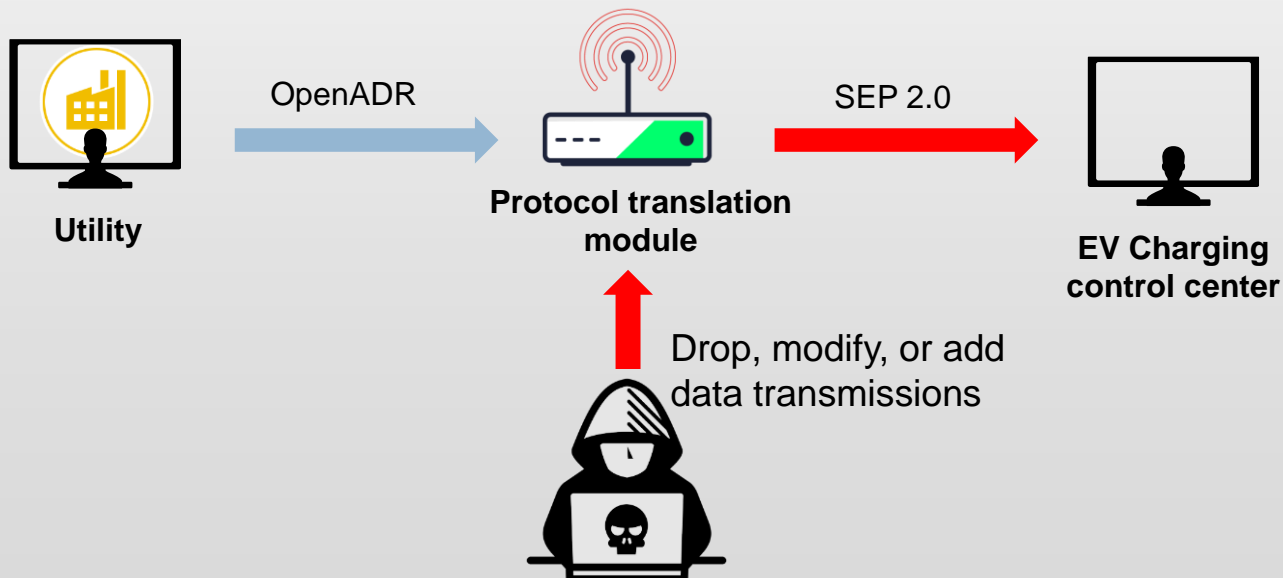 OpenADR
SEP 2.0
Utility
Protocol translation
module
EV Charging
control center
Drop, modify, or add
data transmissions